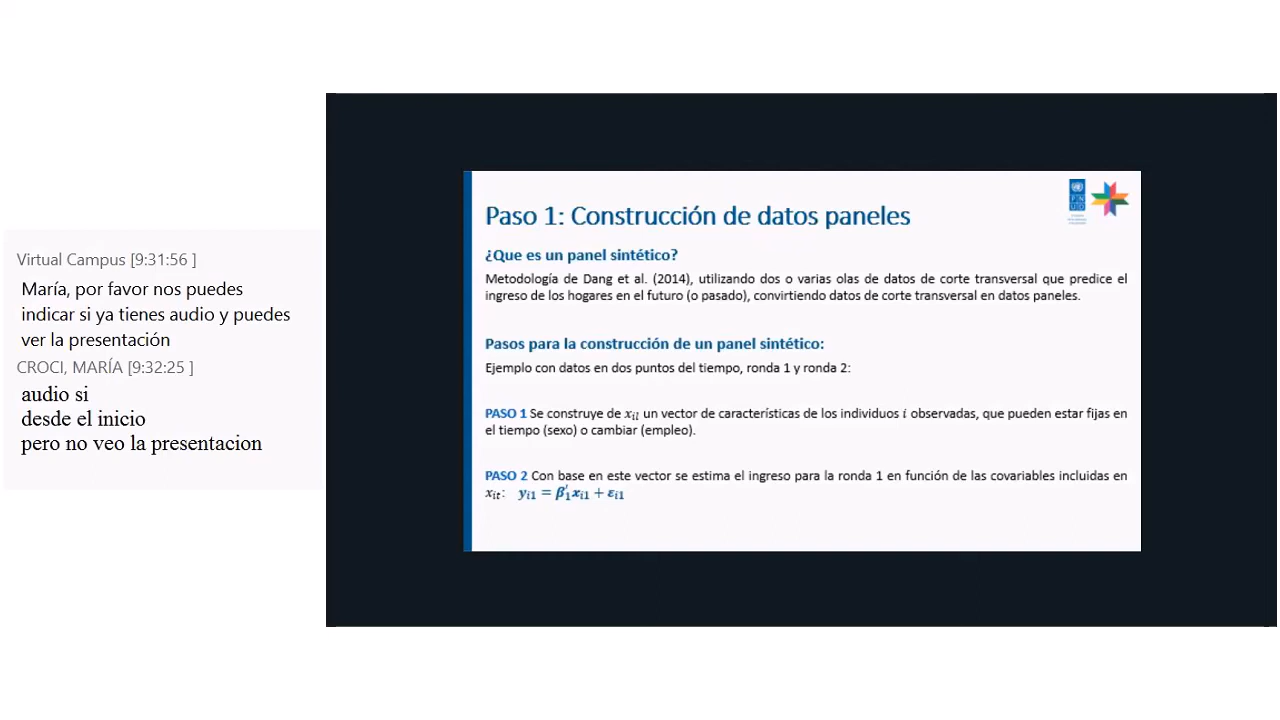 Virtual Campus [9:31:56 ]
María, por favor nos puedes
indicar si ya tienes audio y puedes
ver la presentación
CROCI, MARÍA [9:32:25 ]
audio si
desde el inicio
pero no veo la presentacion
Paso 1: Construcción de datos paneles
¿Que es un panel sintético?
Metodología de Dang et al. (2014), utilizando dos o varias olas de datos de corte transversal que predice el
ingreso de los hogares en el futuro (o pasado), convirtiendo datos de corte transversal en datos paneles.
Pasos para la construcción de un panel sintético:
Ejemplo con datos en dos puntos del tiempo, ronda 1 y ronda 2:
PASO 1 Se construye de x_it un vector de características de los individuos i observadas, que pueden estar fijas en
el tiempo (sexo) o cambiar (empleo).
PASO 2 Con base en este vector se estima el ingreso para la ronda 1 en función de las covariables incluidas en
x_it: y_i1 = β′_1 x_i1 + ε_i1
P N
U D